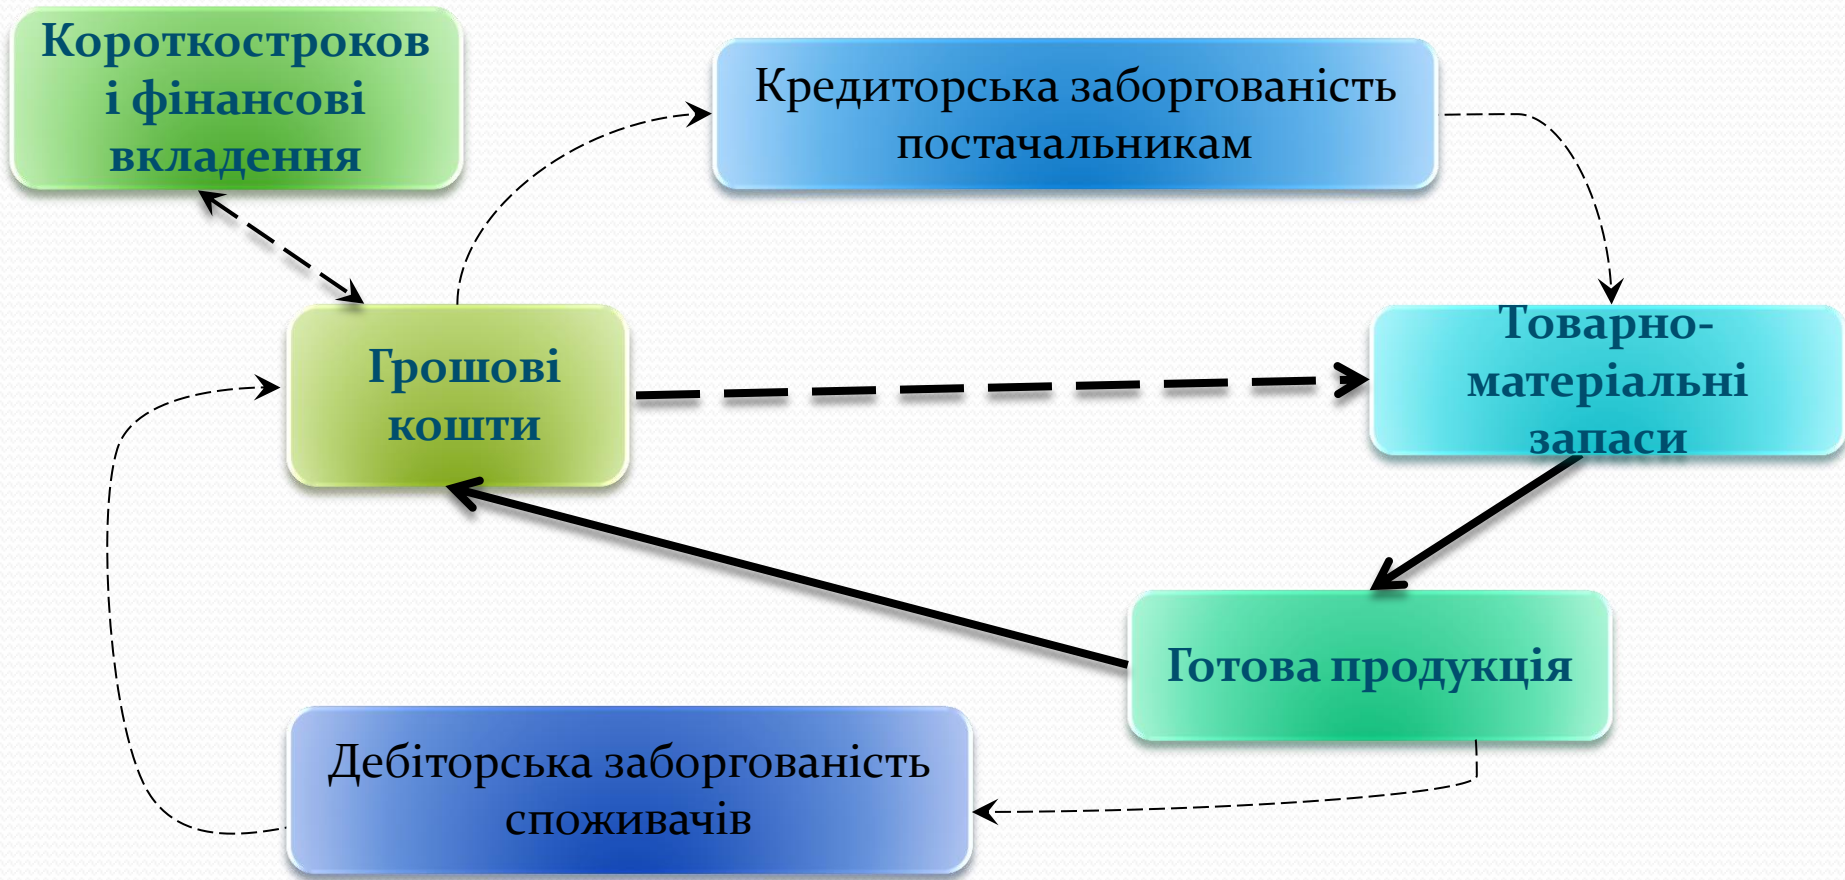 Короткостроков
і фінансові
вкладення
Кредиторська заборгованість
постачальникам
Грошові
кошти
Товарно-
матеріальні
запаси
Готова продукція
Дебіторська заборгованість
споживачів